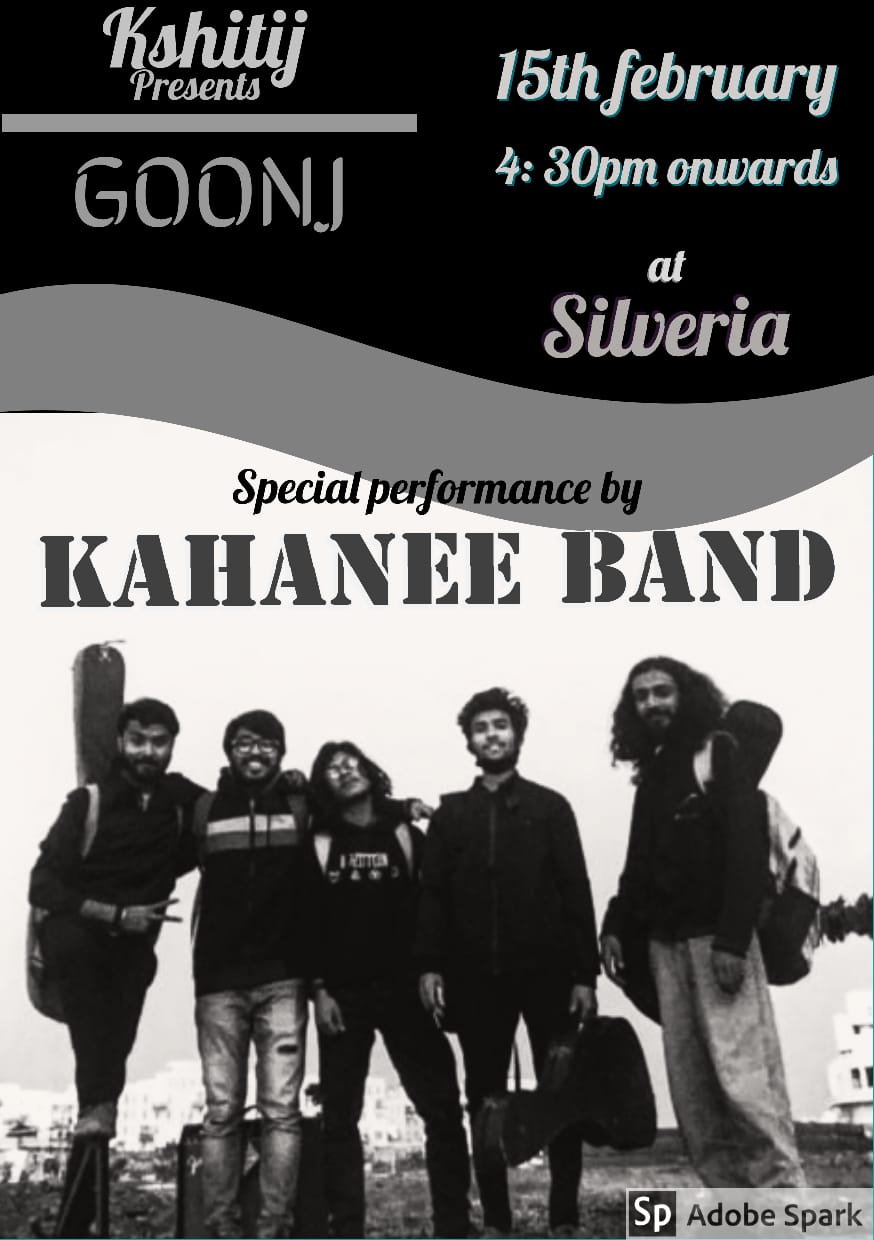 Kshitij
Presents
GOONJ
15th february
4: 30pm onwards
at
Silveria
Special performance by
KAHANEE BAND
Sp Adobe Spark